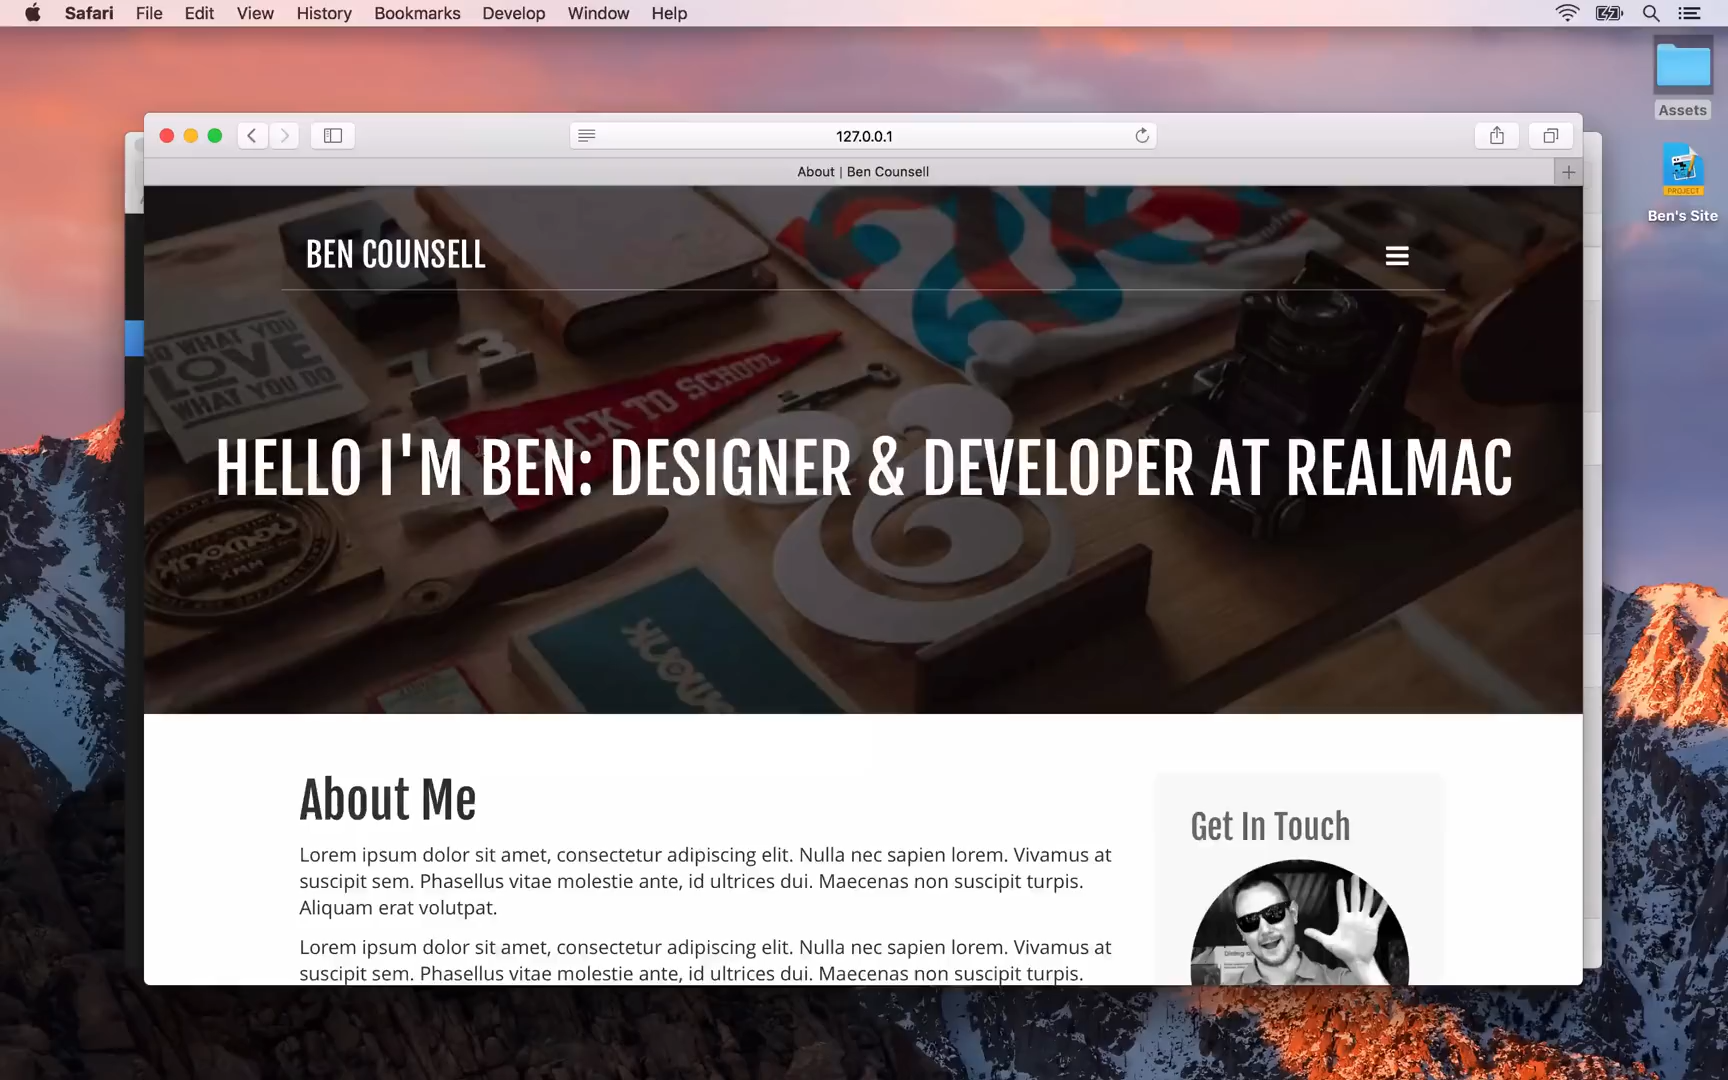 Safari File Edit View History Bookmarks Develop Window Help
Assets
127.0.0.1
About | Ben Counsell
PROJECT
Ben's Site
BEN COUNSELL
DO WHAT YOU
LOVE
WHAT YOU DO
73
BACK TO SCHOOL
HELLO I'M BEN: DESIGNER & DEVELOPER AT REALMAC
&
About Me
Get In Touch
Lorem ipsum dolor sit amet, consectetur adipiscing elit. Nulla nec sapien lorem. Vivamus at
suscipit sem. Phasellus vitae molestie ante, id ultrices dui. Maecenas non suscipit turpis.
Aliquam erat volutpat.
Lorem ipsum dolor sit amet, consectetur adipiscing elit. Nulla nec sapien lorem. Vivamus at
suscipit sem. Phasellus vitae molestie ante, id ultrices dui. Maecenas non suscipit turpis.